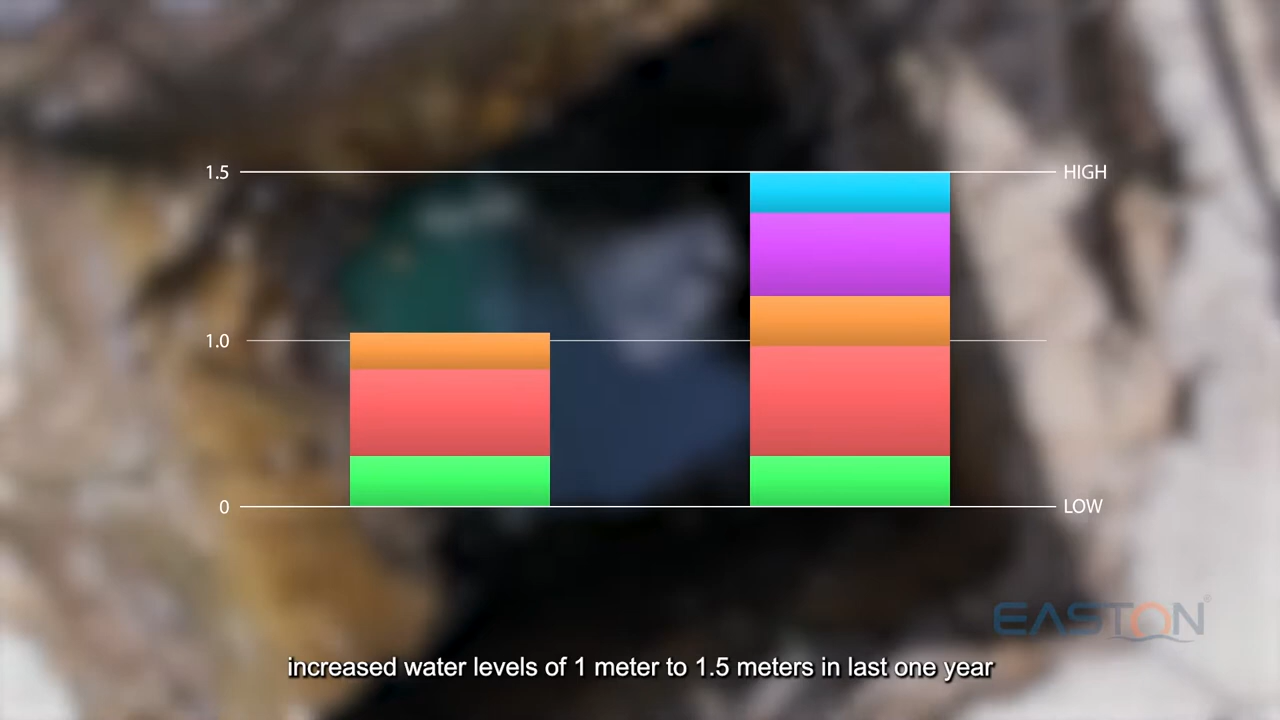 1.5 HIGH
1.0
0 LOW
EASTON®
increased water levels of 1 meter to 1.5 meters in last one year